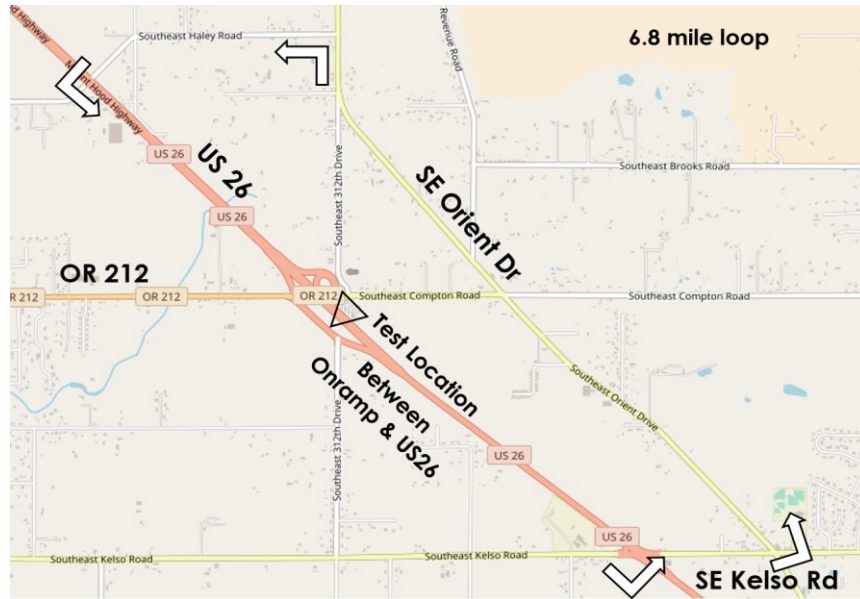 Southeast Haley Road
Revenue Road
6.8 mile loop
Mount Hood Highway
US 26
US 26
US 26
Southeast 312th Drive
SE Orient Dr
Southeast Brooks Road
OR 212
R 212
OR 212
OR 212
Southeast Compton Road
Southeast Compton Road
Test Location
Between
Onramp & US26
Southeast Orient Drive
Southeast 312th Drive
US 26
US 26
Southeast Kelso Road
Southeast Kelso Road
SE Kelso Rd